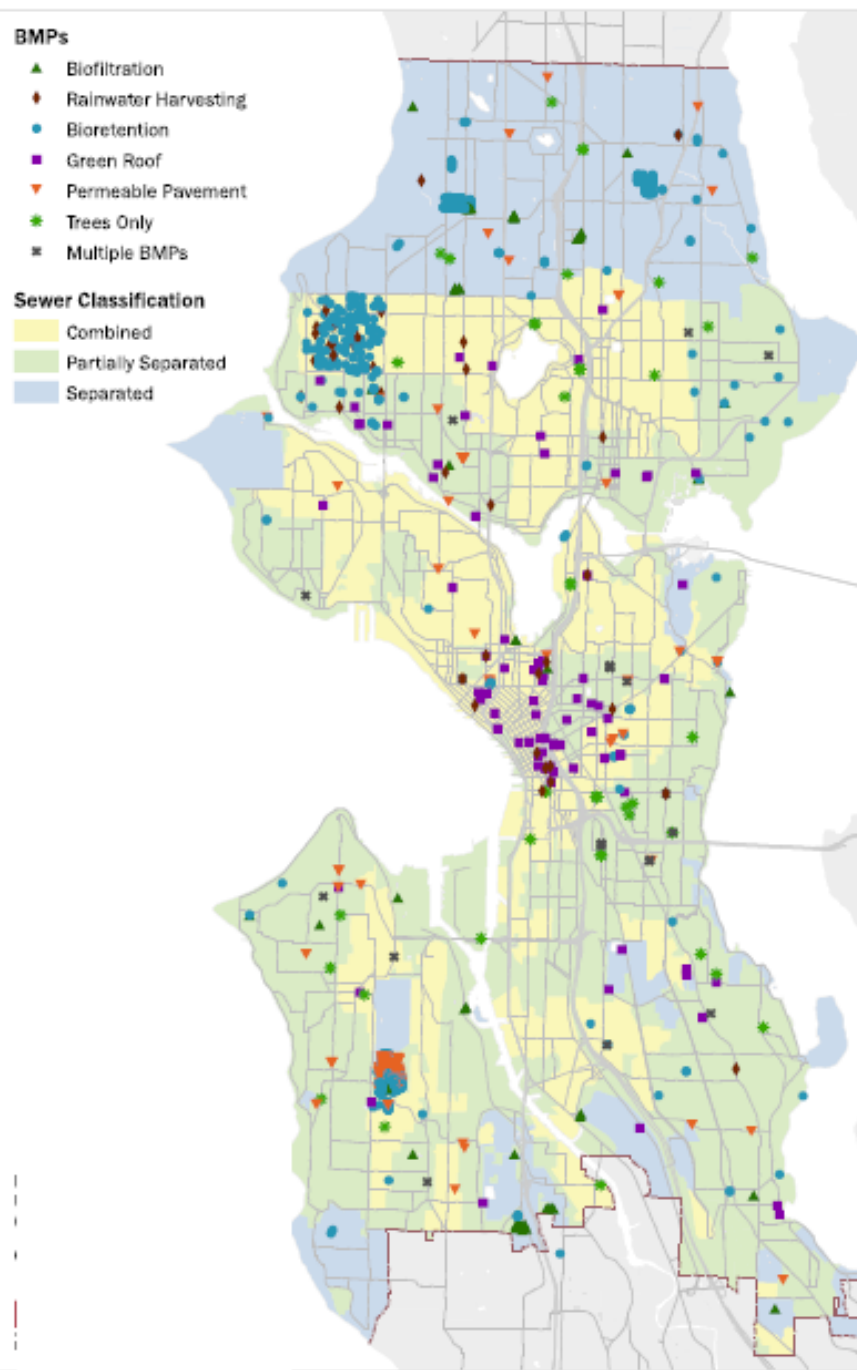 BMPs
Biofiltration
Rainwater Harvesting
Bioretention
Green Roof
Permeable Pavement
Trees Only
Multiple BMPs
Sewer Classification
Combined
Partially Separated
Separated